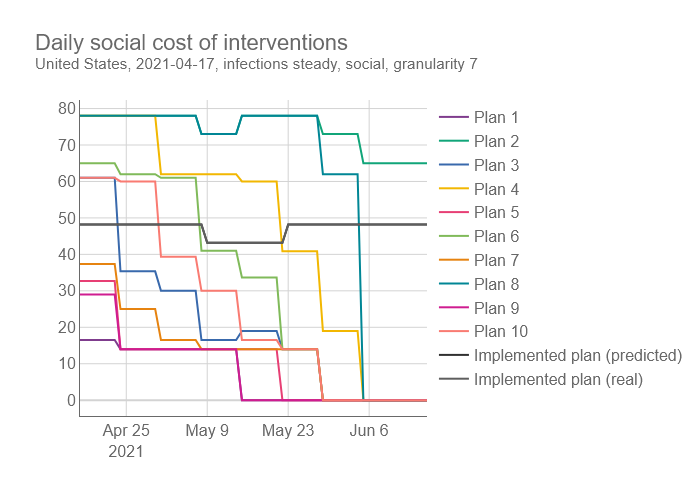 Daily social cost of interventions
United States, 2021-04-17, infections steady, social, granularity 7
80
70
60
50
40
30
20
10
0
Apr 25
2021
May 9
May 23
Jun 6
Plan 1
Plan 2
Plan 3
Plan 4
Plan 5
Plan 6
Plan 7
Plan 8
Plan 9
Plan 10
Implemented plan (predicted)
Implemented plan (real)